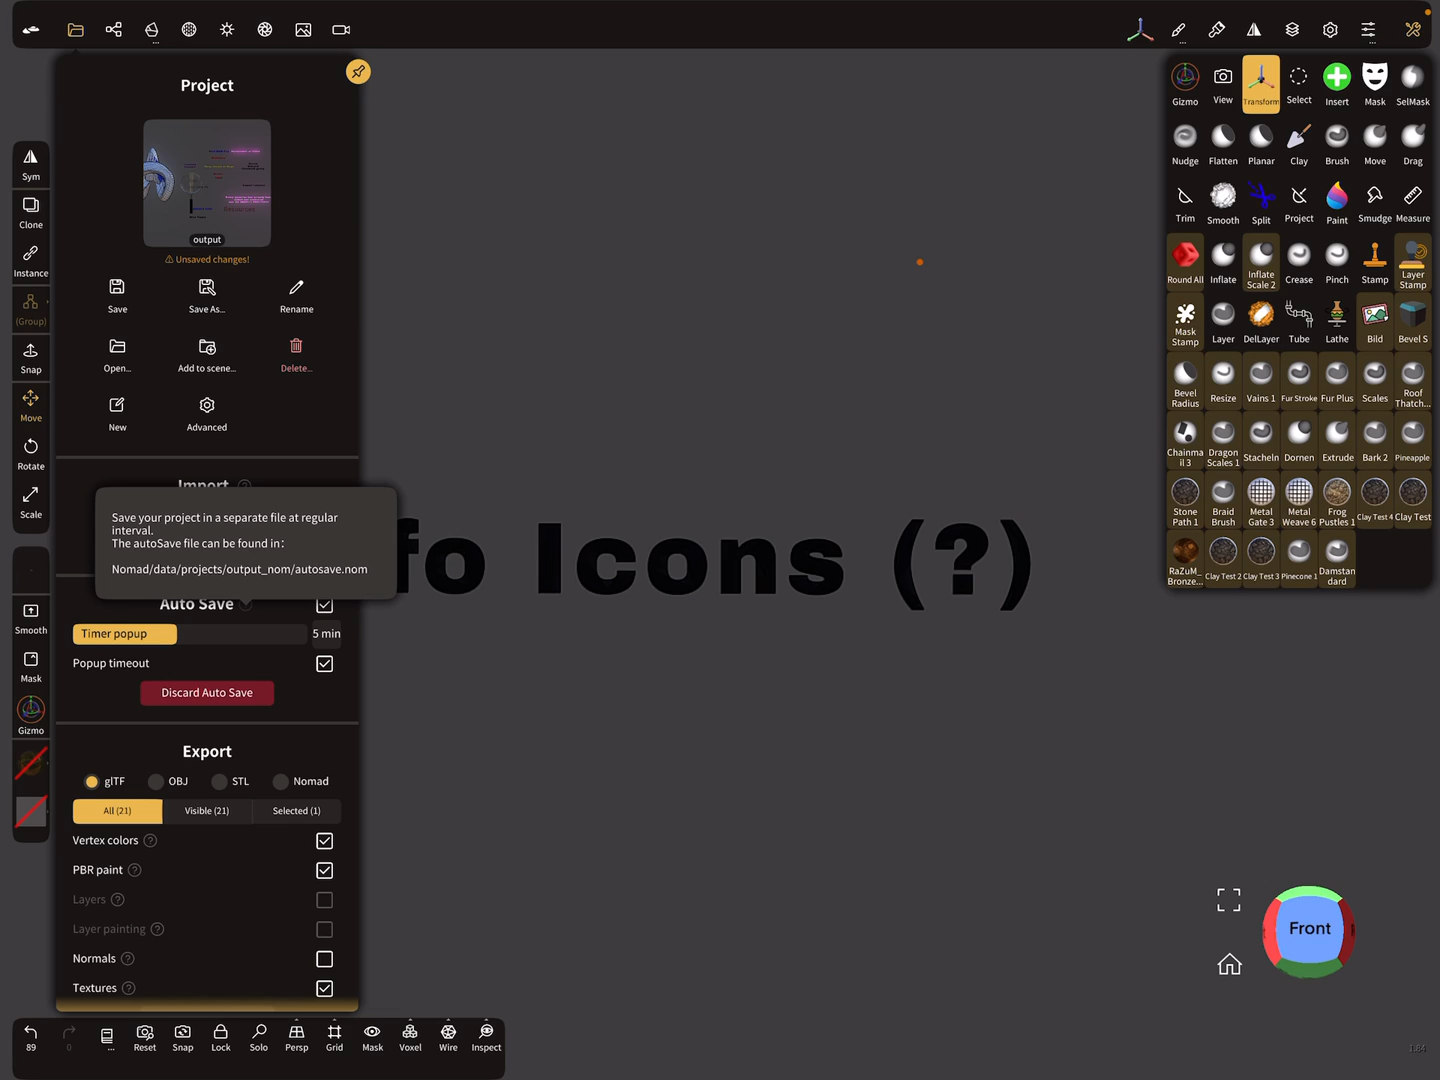 Project
output
Unsaved changes!
Save
Save As...
Rename
Open...
Add to scene...
Delete...
New
Advanced
Import
Save your project in a separate file at regular
interval.
The autoSave file can be found in:
Nomad/data/projects/output_nom/autosave.nom
Auto Save
Timer popup
5 min
Popup timeout
Discard Auto Save
Export
glTF
OBJ
STL
Nomad
All (21)
Visible (21)
Selected (1)
Vertex colors ?
PBR paint ?
Layers ?
Layer painting ?
Normals ?
Textures ?
Sym
Clone
Instance
(Group)
Snap
Move
Rotate
Scale
Smooth
Mask
Gizmo
fo Icons (?)
Gizmo
View
Transform
Select
Insert
Mask
SelMask
Nudge
Flatten
Planar
Clay
Brush
Move
Drag
Trim
Smooth
Split
Project
Paint
Smudge
Measure
Round All
Inflate
Inflate
Scale 2
Crease
Pinch
Stamp
Layer
Stamp
Mask
Stamp
Layer
DelLayer
Tube
Lathe
Bild
Bevel S
Bevel
Radius
Resize
Vains 1
Fur Stroke
Fur Plus
Scales
Roof
Thatch...
Chainma
il 3
Dragon
Scales 1
Stacheln
Dornen
Extrude
Bark 2
Pineapple
Stone
Path 1
Braid
Brush
Metal
Gate 3
Metal
Weave 6
Frog
Pustles 1
Clay Test 4
Clay Test
RaZuM_
Bronze...
Clay Test 2
Clay Test 3
Pinecone 1
Damstan
dard
Front
89
0
...
Reset
Snap
Lock
Solo
Persp
Grid
Mask
Voxel
Wire
Inspect
1.84